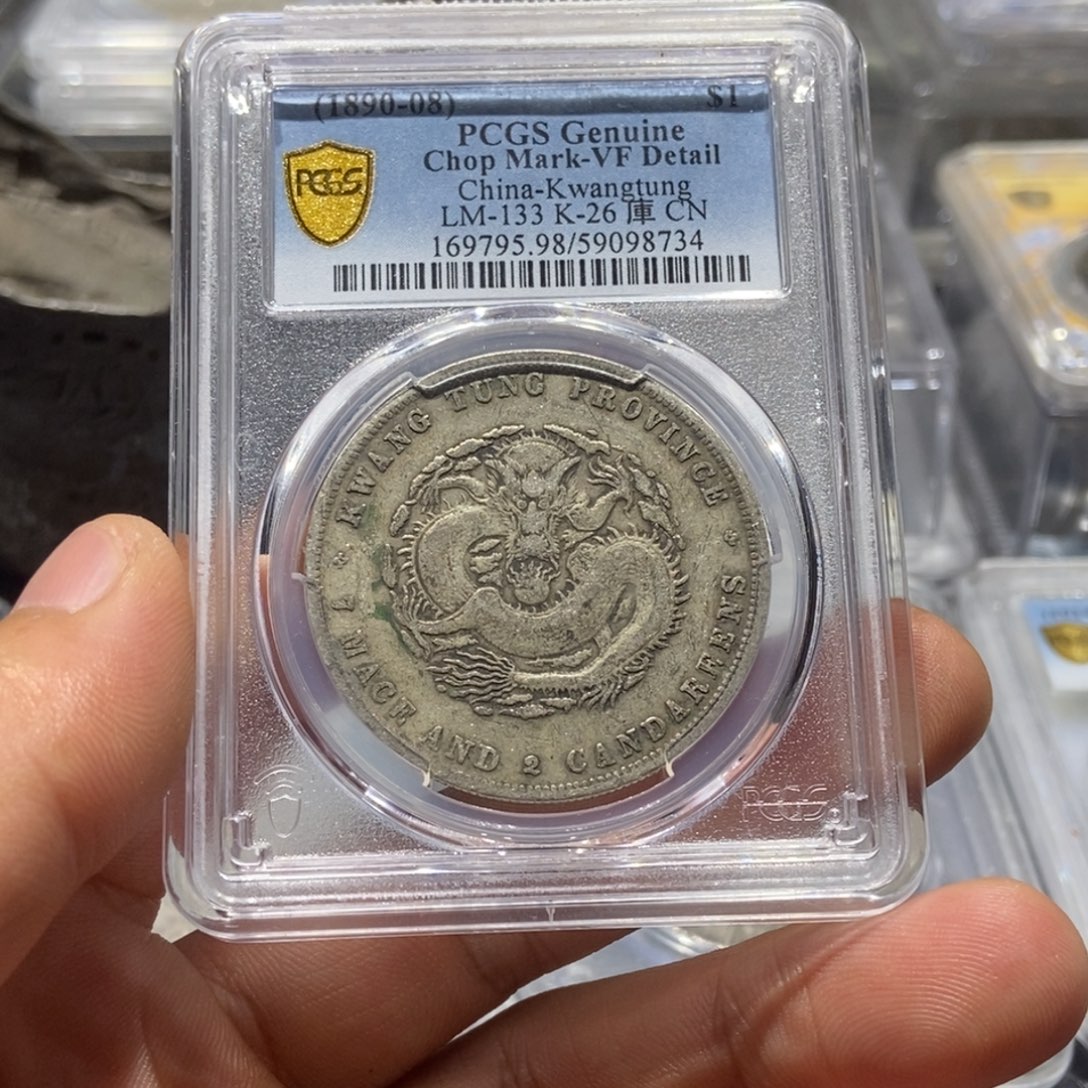 (1890-08) $1
PCGS Genuine
Chop Mark-VF Detail
China-Kwangtung
LM-133 K-26 庫 CN
169795.98/59098734
PCGS
KWANG TUNG PROVINCE
7 MACE AND 2 CANDAREENS
PCGS